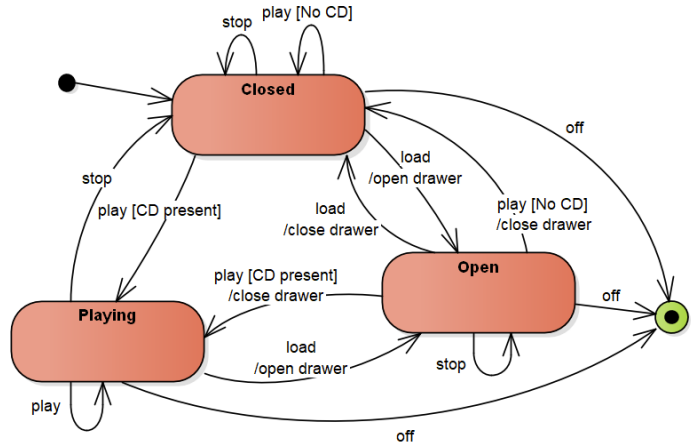 play [No CD]
stop
Closed
off
load
/open drawer
stop
play [CD present]
load
/close drawer
play [No CD]
/close drawer
Open
play [CD present]
/close drawer
off
Playing
load
/open drawer
stop
play
off